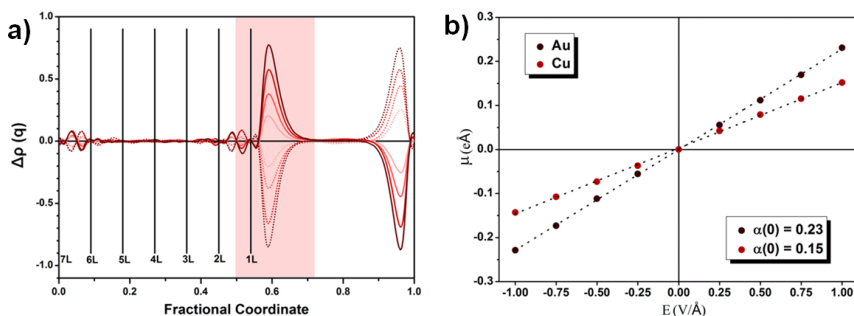 a)
Δρ (q)
1.0
0.5
0.0
-0.5
-1.0
7L 6L 5L 4L 3L 2L 1L
0.0 0.2 0.4 0.6 0.8 1.0
Fractional Coordinate
b)
Au
Cu
μ (eÅ)
0.3
0.2
0.1
0.0
-0.1
-0.2
-0.3
α(0) = 0.23
α(0) = 0.15
-1.00 -0.75 -0.50 -0.25 0.00 0.25 0.50 0.75 1.00
E (V/Å)